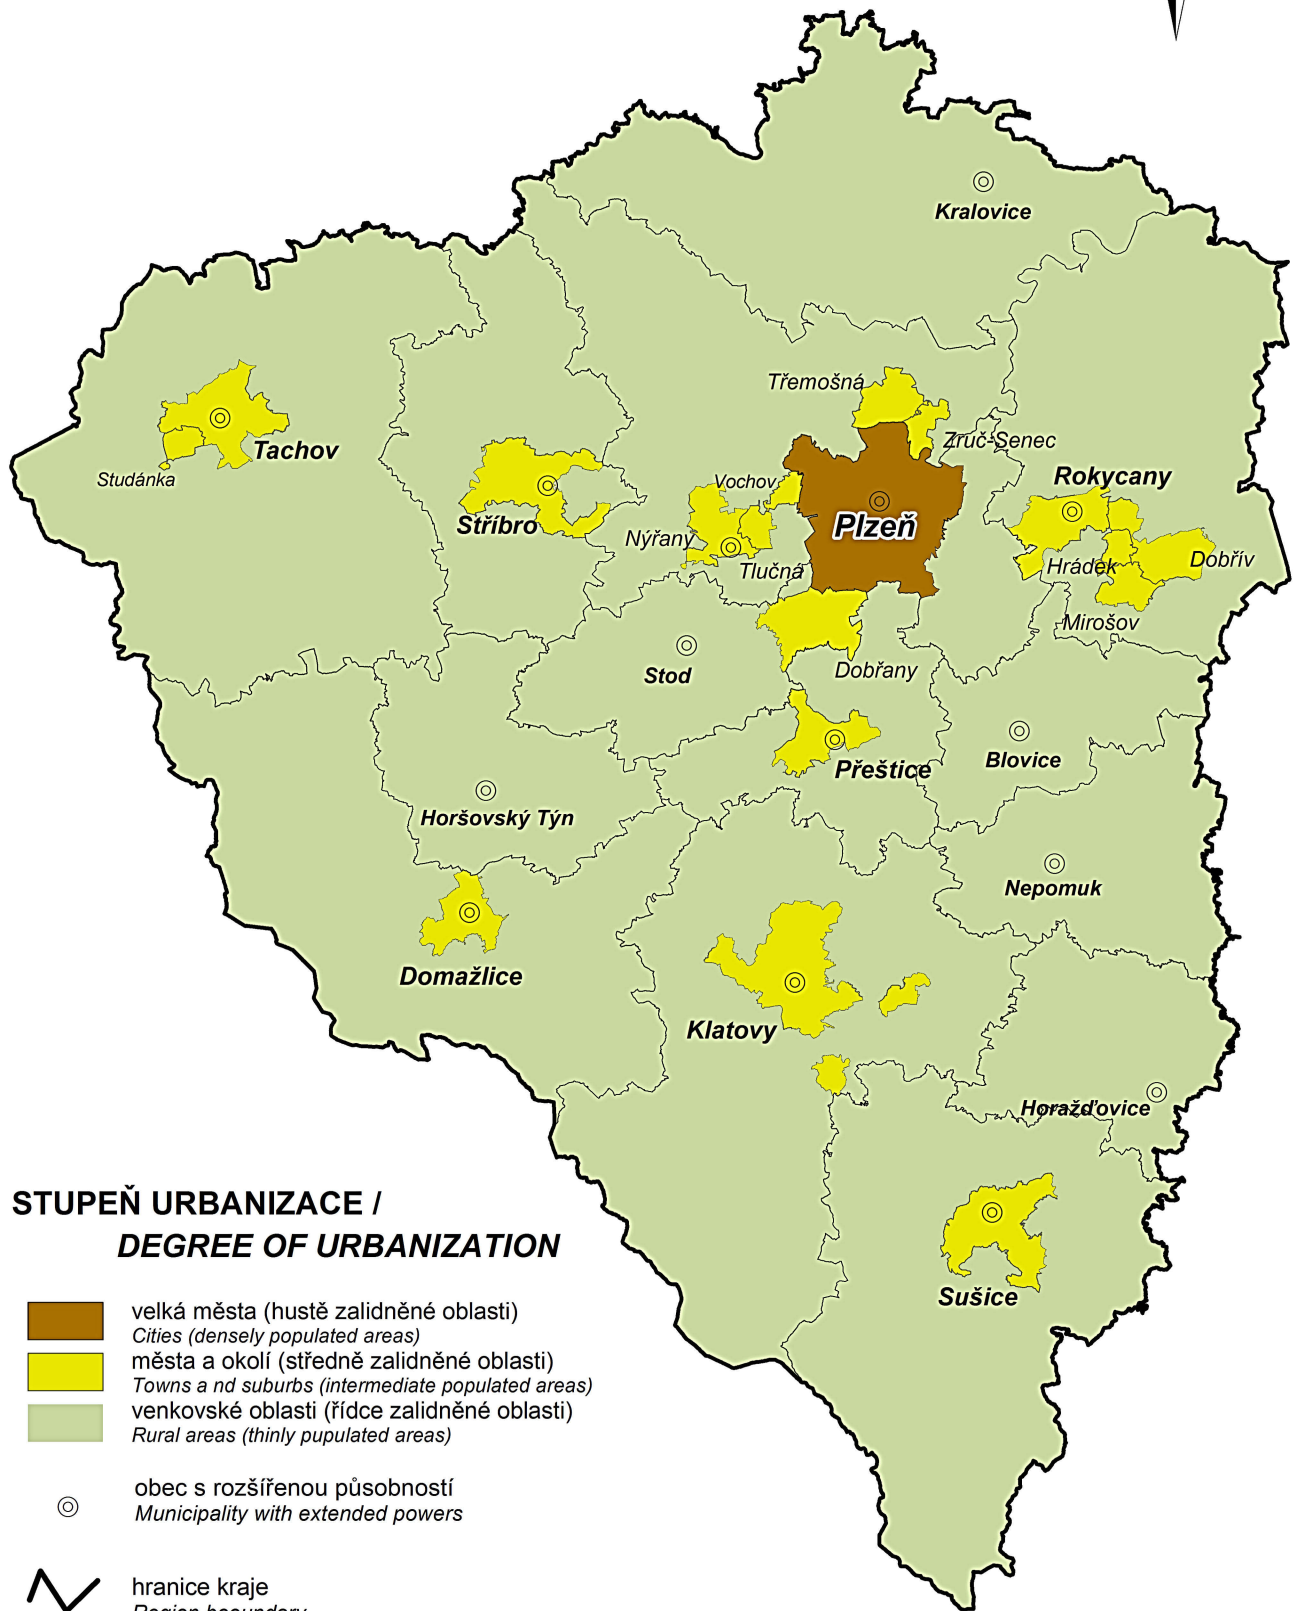 Kralovice
Třemošná
Zruč-Senec
Tachov
Studánka
Vochov
Rokycany
Stříbro
Plzeň
Nýřany
Tlučná
Hrádek
Dobřív
Mirošov
Stod
Dobřany
Přeštice
Blovice
Horšovský Týn
Nepomuk
Domažlice
Klatovy
Horažďovice
Sušice
STUPEŇ URBANIZACE /
DEGREE OF URBANIZATION
velká města (hustě zalidněné oblasti)
Cities (densely populated areas)
města a okolí (středně zalidněné oblasti)
Towns a nd suburbs (intermediate populated areas)
venkovské oblasti (řídce zalidněné oblasti)
Rural areas (thinly pupulated areas)
obec s rozšířenou působností
Municipality with extended powers
hranice kraje
Region booundary